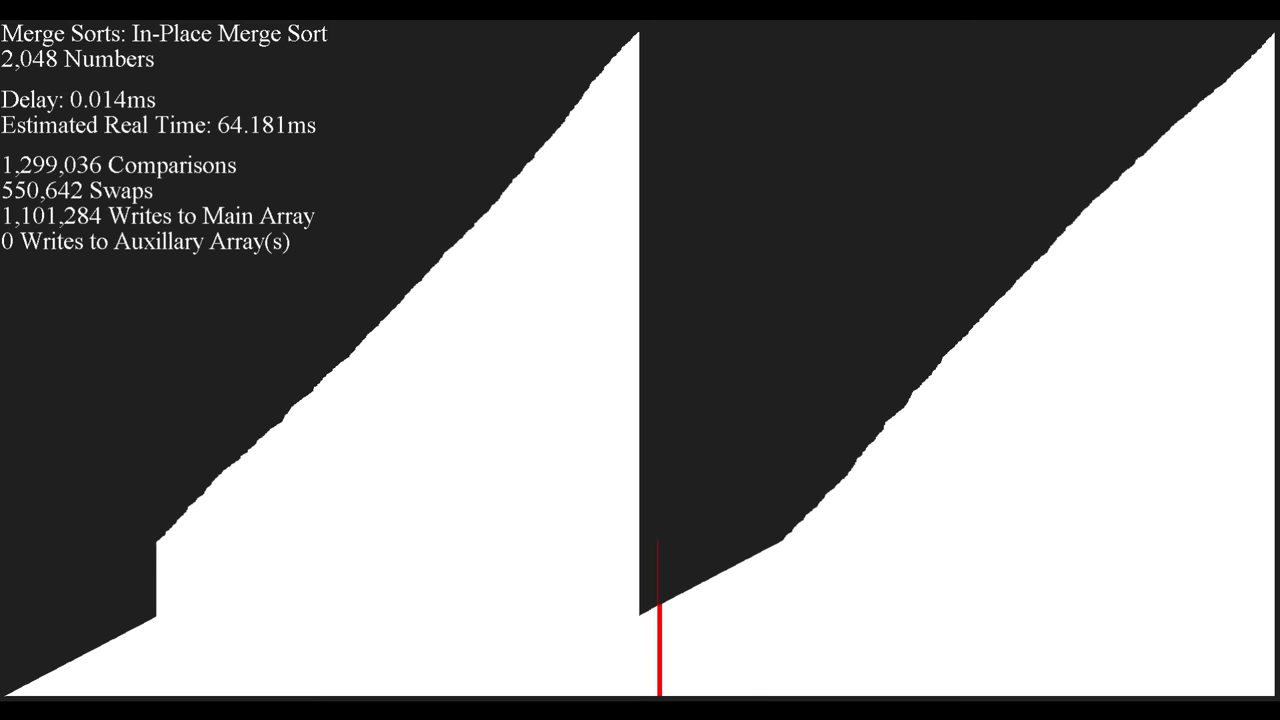 Merge Sorts: In-Place Merge Sort
2,048 Numbers
Delay: 0.014ms
Estimated Real Time: 64.181ms
1,299,036 Comparisons
550,642 Swaps
1,101,284 Writes to Main Array
0 Writes to Auxillary Array(s)